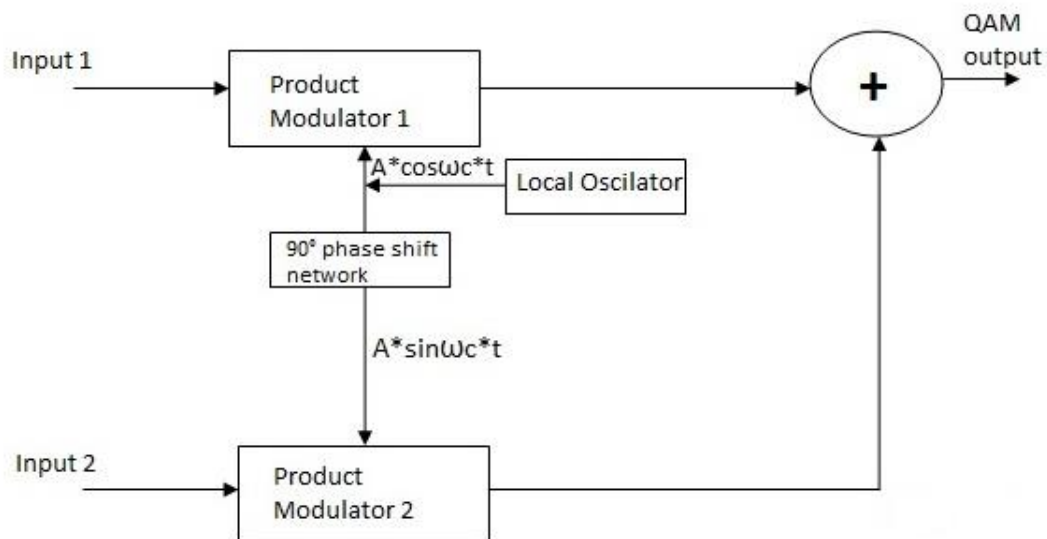 QAM
output
Input 1
Product
Modulator 1
+
A*cosωc*t
Local Oscilator
90° phase shift
network
A*sinωc*t
Input 2
Product
Modulator 2